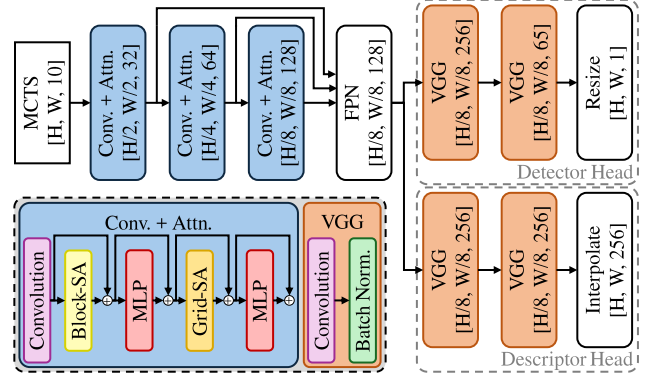 MCTS
[H, W, 10]
Conv. + Attn.
[H/2, W/2, 32]
Conv. + Attn.
[H/4, W/4, 64]
Conv. + Attn.
[H/8, W/8, 128]
FPN
[H/8, W/8, 128]
VGG
[H/8, W/8, 256]
VGG
[H/8, W/8, 65]
Resize
[H, W, 1]
Detector Head
VGG
[H/8, W/8, 256]
VGG
[H/8, W/8, 256]
Interpolate
[H, W, 256]
Descriptor Head
Conv. + Attn.
Convolution
Block-SA
MLP
Grid-SA
MLP
VGG
Convolution
Batch Norm.